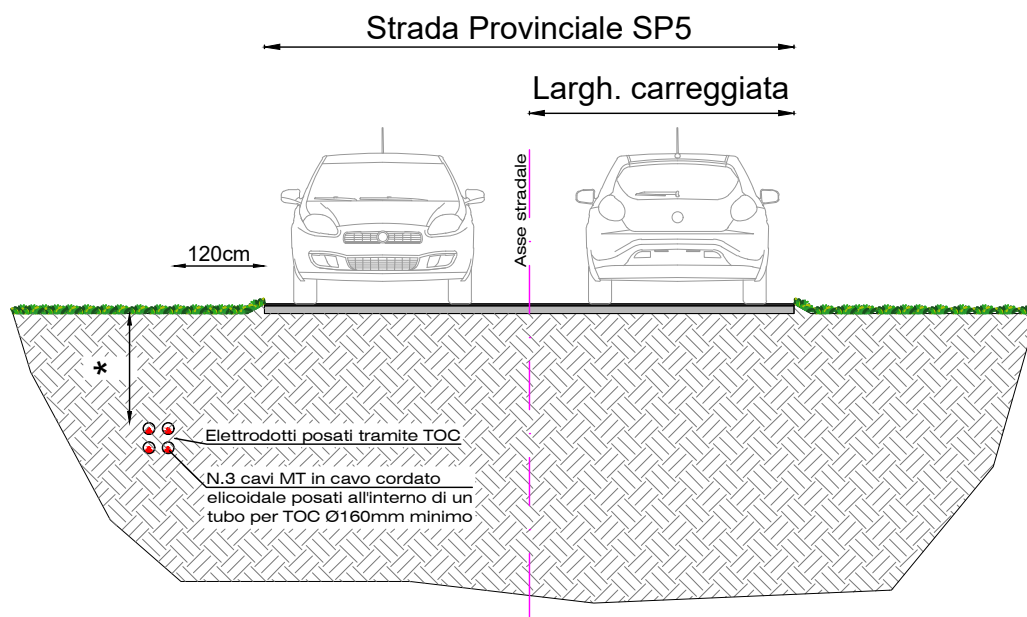 Strada Provinciale SP5
Largh. carreggiata
Asse stradale
120cm
*
Elettrodotti posati tramite TOC
N.3 cavi MT in cavo cordato
elicoidale posati all'interno di un
tubo per TOC Ø160mm minimo